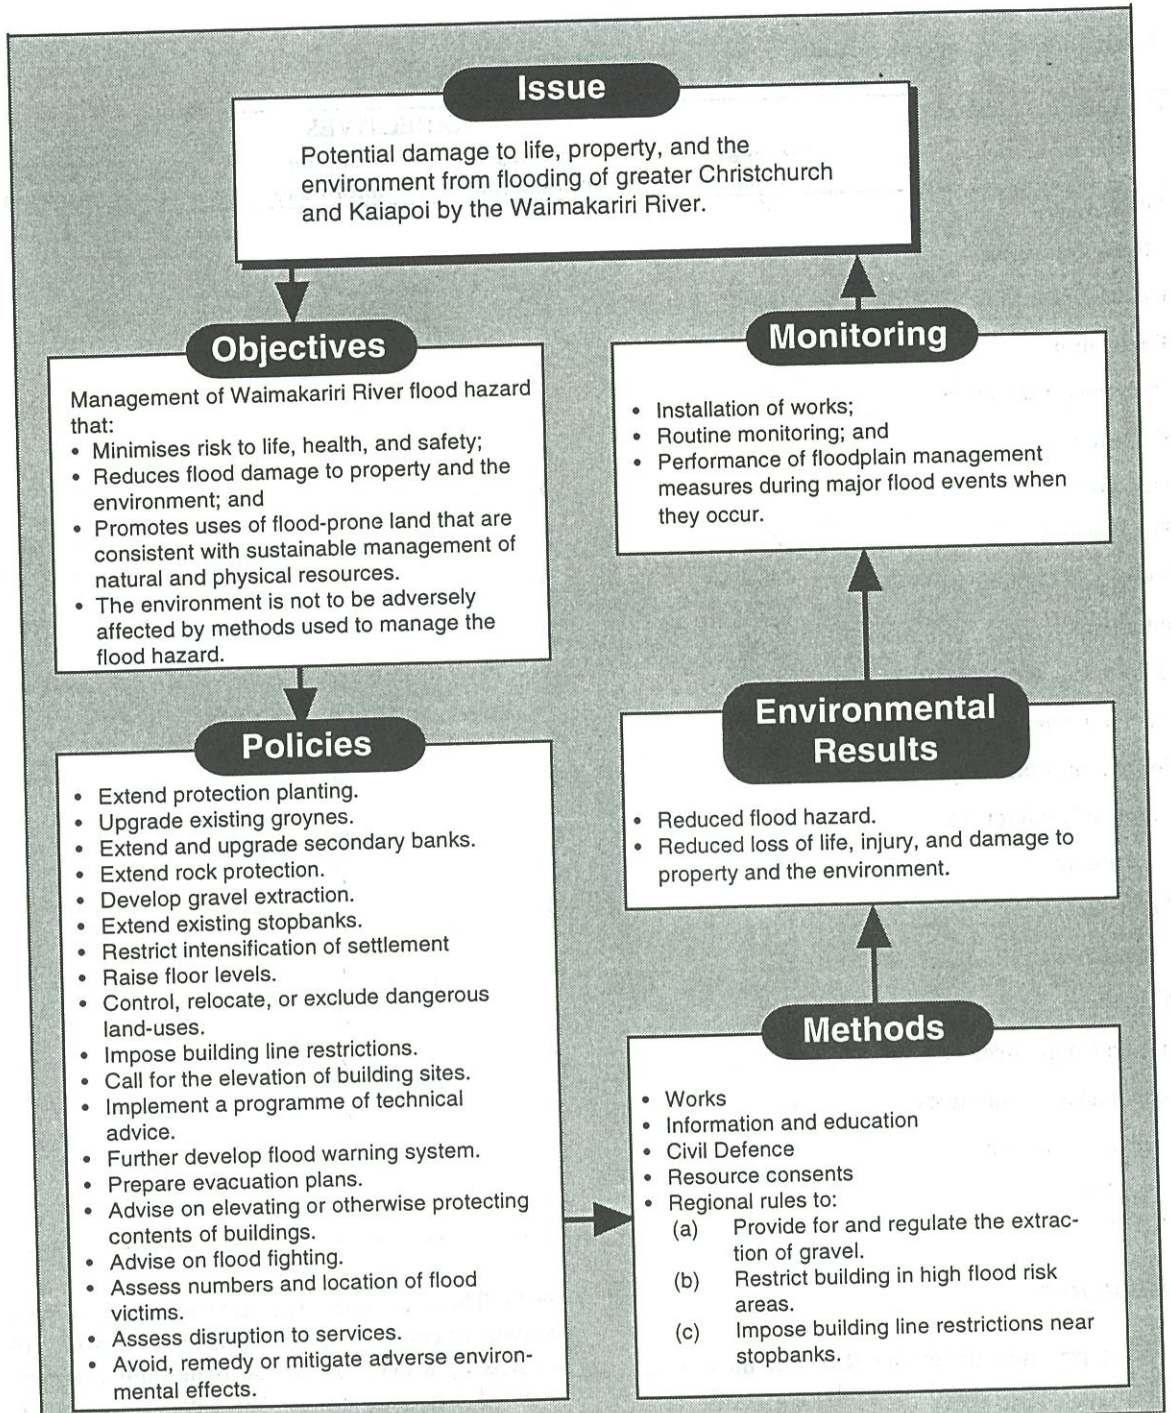 Issue
Potential damage to life, property, and the
environment from flooding of greater Christchurch
and Kaiapoi by the Waimakariri River.
Objectives
Management of Waimakariri River flood hazard
that:
• Minimises risk to life, health, and safety;
• Reduces flood damage to property and the
environment; and
• Promotes uses of flood-prone land that are
consistent with sustainable management of
natural and physical resources.
• The environment is not to be adversely
affected by methods used to manage the
flood hazard.
Policies
• Extend protection planting.
• Upgrade existing groynes.
• Extend and upgrade secondary banks.
• Extend rock protection.
• Develop gravel extraction.
• Extend existing stopbanks.
• Restrict intensification of settlement
• Raise floor levels.
• Control, relocate, or exclude dangerous
land-uses.
• Impose building line restrictions.
• Call for the elevation of building sites.
• Implement a programme of technical
advice.
• Further develop flood warning system.
• Prepare evacuation plans.
• Advise on elevating or otherwise protecting
contents of buildings.
• Advise on flood fighting.
• Assess numbers and location of flood
victims.
• Assess disruption to services.
• Avoid, remedy or mitigate adverse environ-
mental effects.
Methods
• Works
• Information and education
• Civil Defence
• Resource consents
• Regional rules to:
(a) Provide for and regulate the extrac-
tion of gravel.
(b) Restrict building in high flood risk
areas.
(c) Impose building line restrictions near
stopbanks.
Environmental
Results
• Reduced flood hazard.
• Reduced loss of life, injury, and damage to
property and the environment.
Monitoring
• Installation of works;
• Routine monitoring; and
• Performance of floodplain management
measures during major flood events when
they occur.